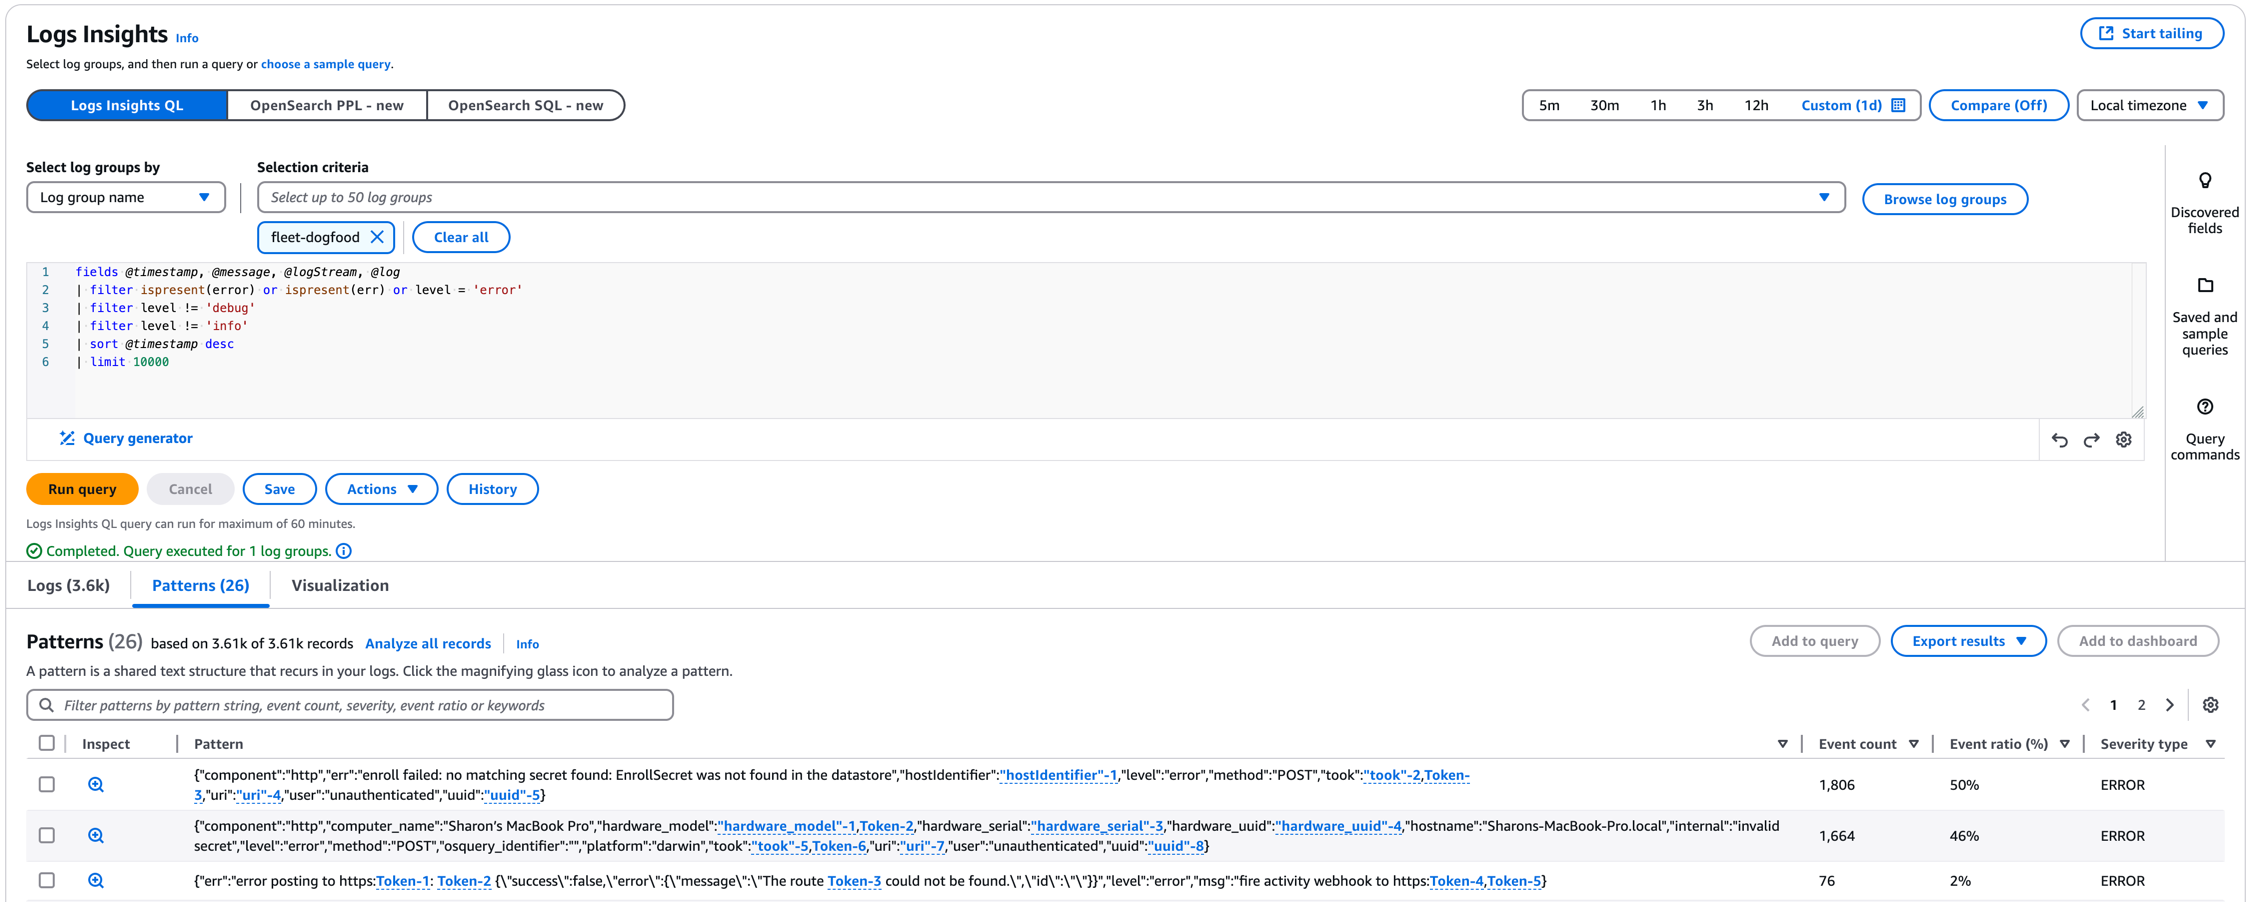 Logs Insights Info
Start tailing
Select log groups, and then run a query or choose a sample query.
Logs Insights QL
OpenSearch PPL - new
OpenSearch SQL - new
5m 30m 1h 3h 12h Custom (1d)
Compare (Off)
Local timezone
Select log groups by
Selection criteria
Log group name
Select up to 50 log groups
Browse log groups
fleet-dogfood
Clear all
Discovered
fields
1 fields @timestamp, @message, @logStream, @log
2 | filter ispresent(error) or ispresent(err) or level = 'error'
3 | filter level != 'debug'
4 | filter level != 'info'
5 | sort @timestamp desc
6 | limit 10000
Saved and
sample
queries
Query generator
Query
commands
Run query
Cancel
Save
Actions
History
Logs Insights QL query can run for maximum of 60 minutes.
Completed. Query executed for 1 log groups.
Logs (3.6k)
Patterns (26)
Visualization
Patterns (26) based on 3.61k of 3.61k records Analyze all records Info
Add to query
Export results
Add to dashboard
A pattern is a shared text structure that recurs in your logs. Click the magnifying glass icon to analyze a pattern.
Filter patterns by pattern string, event count, severity, event ratio or keywords
1 2
Inspect Pattern Event count Event ratio (%) Severity type
{"component":"http","err":"enroll failed: no matching secret found: EnrollSecret was not found in the datastore","hostIdentifier":"hostIdentifier"-1,"level":"error","method":"POST","took":"took"-2,Token-
3,"uri":"uri"-4,"user":"unauthenticated","uuid":"uuid"-5}
1,806 50% ERROR
{"component":"http","computer_name":"Sharon’s MacBook Pro","hardware_model":"hardware_model"-1,Token-2,"hardware_serial":"hardware_serial"-3,"hardware_uuid":"hardware_uuid"-4,"hostname":"Sharons-MacBook-Pro.local","internal":"invalid
secret","level":"error","method":"POST","osquery_identifier":"","platform":"darwin","took":"took"-5,Token-6,"uri":"uri"-7,"user":"unauthenticated","uuid":"uuid"-8}
1,664 46% ERROR
{"err":"error posting to https:Token-1: Token-2 {\"success\":false,\"error\":{\"message\":\"The route Token-3 could not be found.\",\"id\":\"\"}}","level":"error","msg":"fire activity webhook to https:Token-4,Token-5}
76 2% ERROR